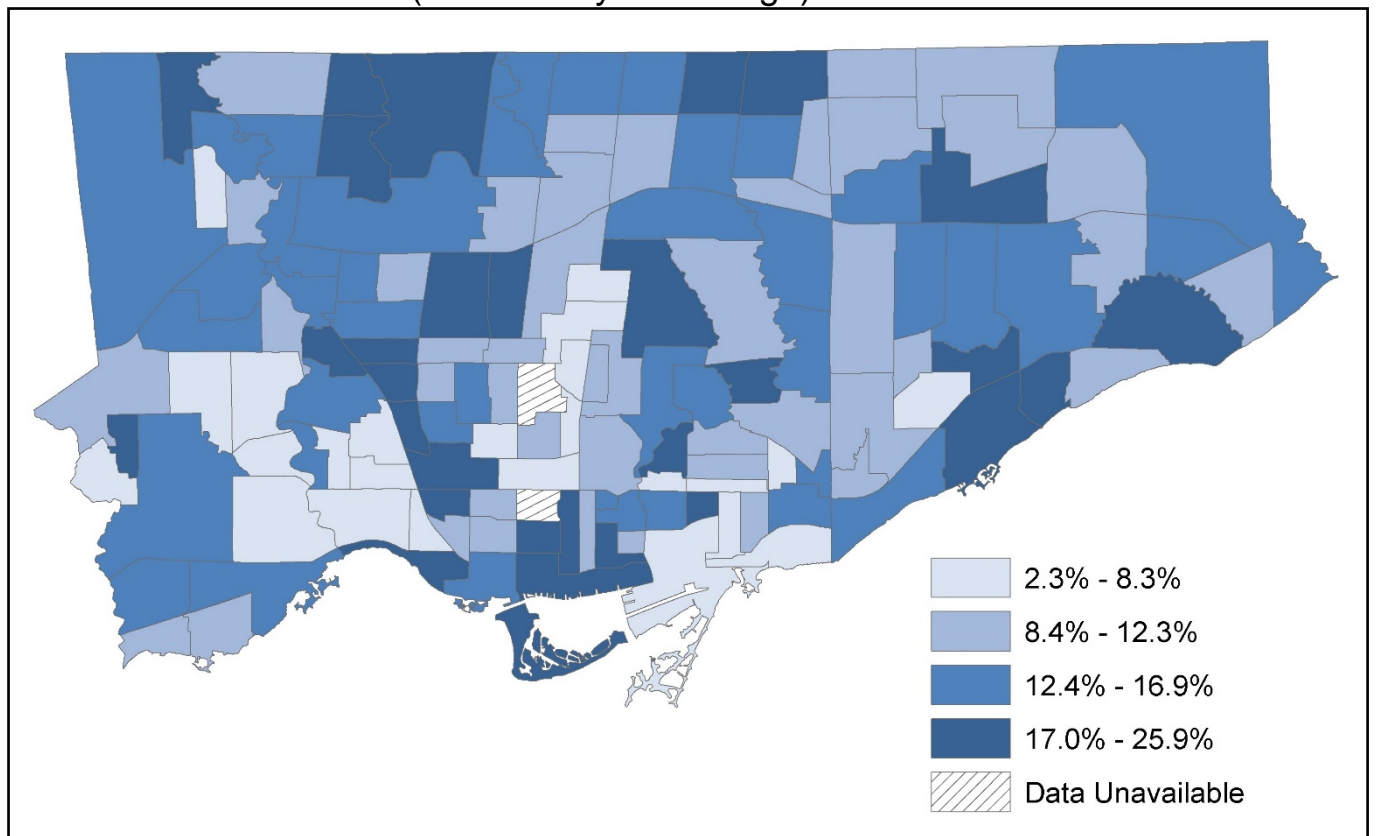 2.3% - 8.3%
8.4% - 12.3%
12.4% - 16.9%
17.0% - 25.9%
Data Unavailable